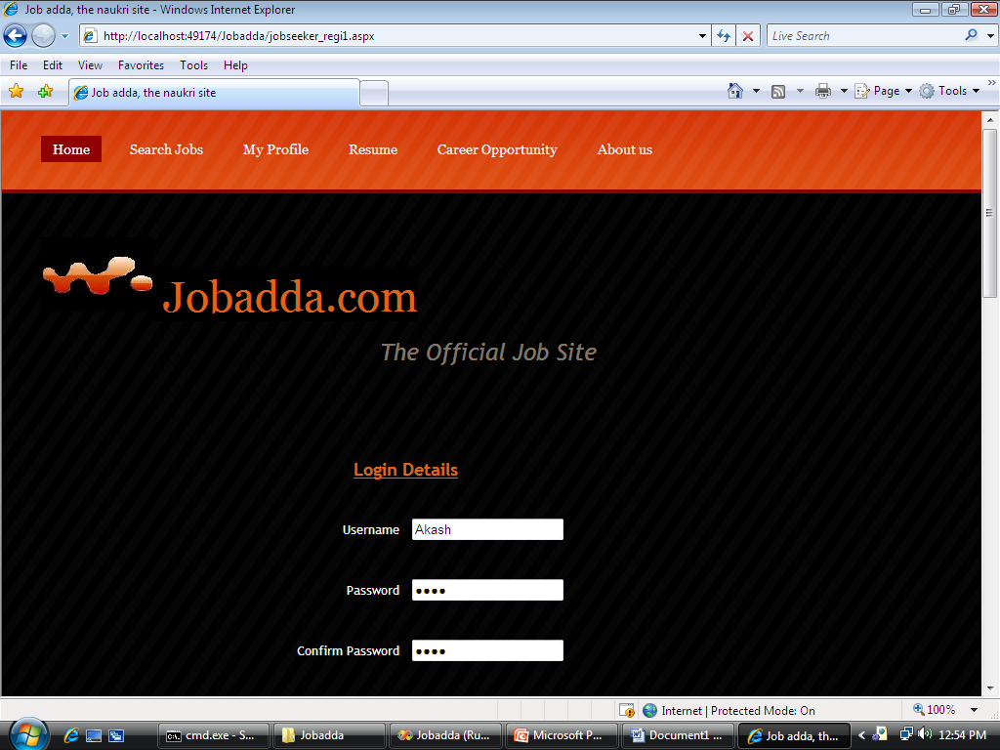 Job adda, the naukri site - Windows Internet Explorer
http://localhost:49174/Jobadda/jobseeker_regi1.aspx
Live Search
File Edit View Favorites Tools Help
Job adda, the naukri site
Page Tools
Home Search Jobs My Profile Resume Career Opportunity About us
Jobadda.com
The Official Job Site
Login Details
Username Akash
Password ••••
Confirm Password ••••
Internet | Protected Mode: On 100%
cmd.exe - S... Jobadda Jobadda (Ru... Microsoft P... Document1 ... Job adda, th... 12:54 PM